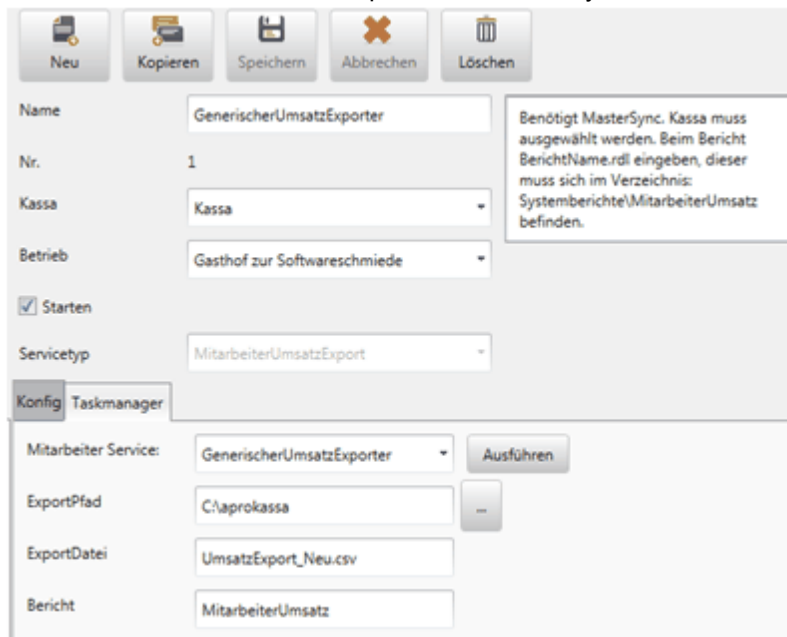 Neu Kopieren Speichern Abbrechen Löschen
Name GenerischerUmsatzExporter
Nr. 1
Kassa Kassa
Betrieb Gasthof zur Softwareschmiede
Starten
Servicetyp MitarbeiterUmsatzExport
Benötigt MasterSync. Kassa muss
ausgewählt werden. Beim Bericht
BerichtName.rdl eingeben, dieser
muss sich im Verzeichnis:
Systemberichte\MitarbeiterUmsatz
befinden.
Konfig Taskmanager
Mitarbeiter Service: GenerischerUmsatzExporter Ausführen
ExportPfad C:\aprokassa ...
ExportDatei UmsatzExport_Neu.csv
Bericht MitarbeiterUmsatz